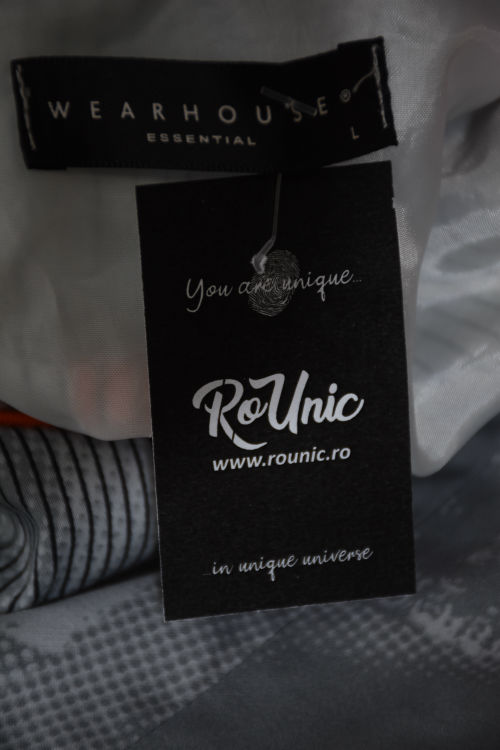 WEARHOUSE®
ESSENTIAL
L
You are unique...
RoUnic
www.rounic.ro
...in unique universe